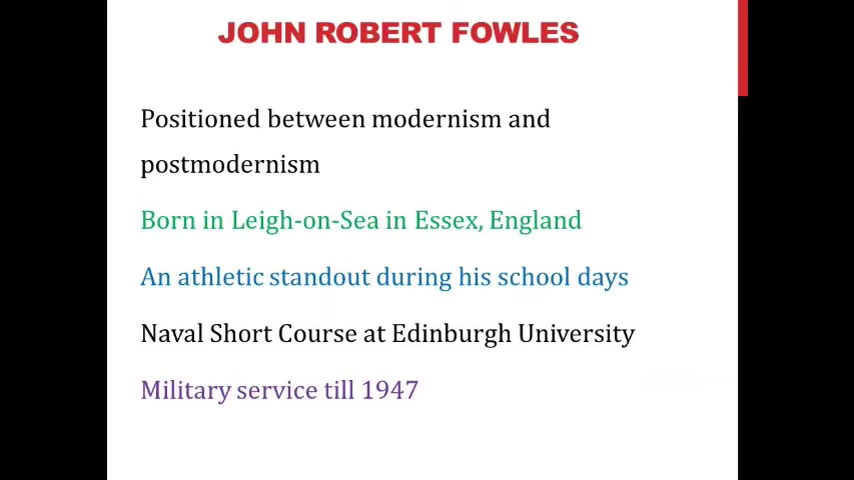 JOHN ROBERT FOWLES
Positioned between modernism and
postmodernism
Born in Leigh-on-Sea in Essex, England
An athletic standout during his school days
Naval Short Course at Edinburgh University
Military service till 1947